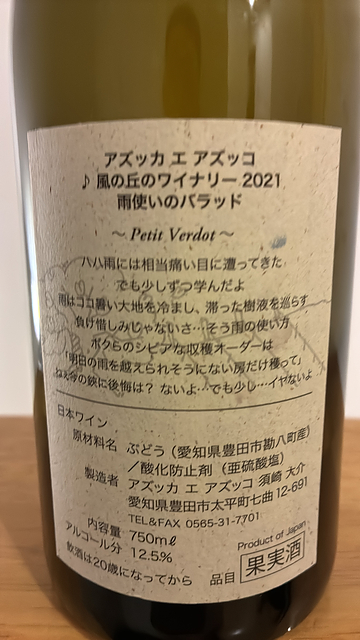 アズッカ エ アズッコ
♪ 風の丘のワイナリー 2021
雨使いのバラッド
～ Petit Verdot ～
ハハ雨には相当痛い目に遭ってきた
でも少しずつ学んだよ
雨はココ暑い大地を冷まし、滞った樹液を巡らす
負け惜しみじゃないさ…そう雨の使い方
ボクらのシビアな収穫オーダーは
「明日の雨を越えられそうにない房だけ穫って」
ねぇ今の鋏に後悔は？ ないよ…でも少し…イヤないよ
日本ワイン
原材料名 ぶどう（愛知県豊田市勘八町産）
／酸化防止剤（亜硫酸塩）
製造者 アズッカ エ アズッコ 須崎 大介
愛知県豊田市太平町七曲12-691
TEL&FAX 0565-31-7701
内容量 750mℓ
アルコール分 12.5%
Product of Japan
飲酒は20歳になってから 品目 果実酒